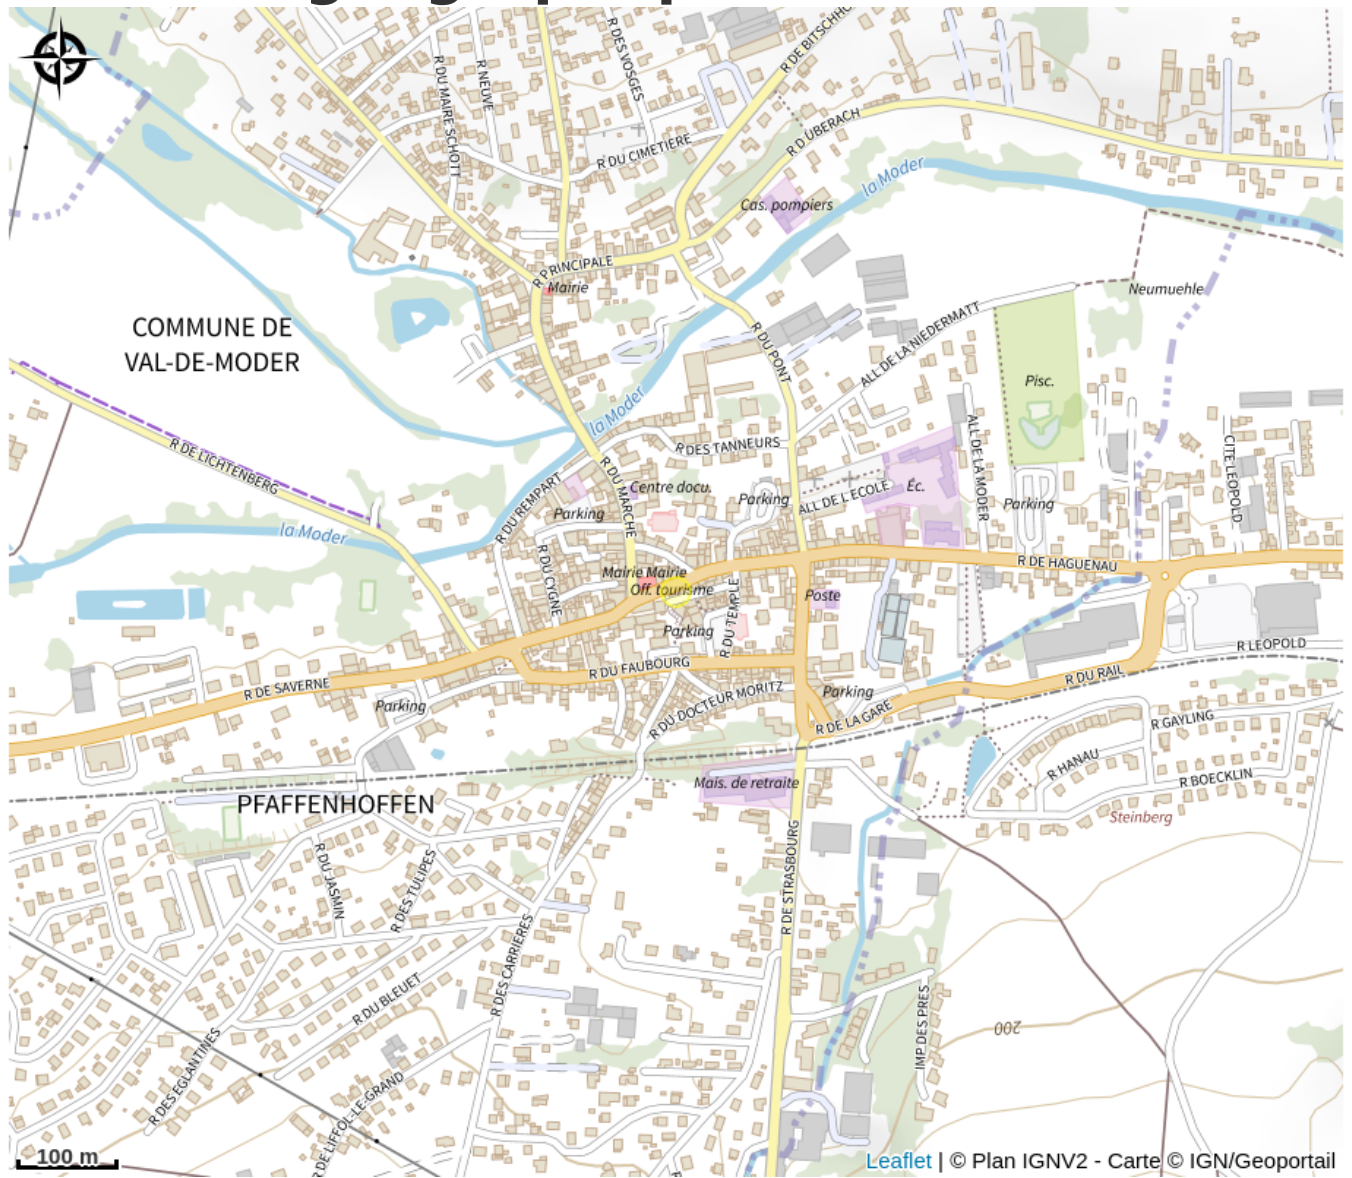 R DES VOSGES
R DE BITSCHHO
R DU MAIRE SCHOTT
R NEUVE
R DU CIMETIERE
R D'UBERACH
la Moder
Cas. pompiers
R PRINCIPALE
Mairie
Neumuehle
COMMUNE DE
VAL-DE-MODER
R DU PONT
ALL DE LA NIEDERMATT
Pisc.
la Moder
R DE LICHTENBERG
R DES TANNEURS
ALL DE LA MODER
CITE LEOPOLD
R DU MARCHE
Centre docu.
Parking
ALL DE L'ECOLE
Éc.
Parking
R DU REMPART
Parking
la Moder
R DU CYGNE
R DE HAGUENAU
Mairie Mairie
Off. tourisme
R DU TEMPLE
Poste
Parking
R LEOPOLD
R DU FAUBOURG
R DE SAVERNE
R DU RAIL
Parking
R DU DOCTEUR MORITZ
Parking
R DE LA GARE
R GAYLING
R HANAU
R BOECKLIN
Mais. de retraite
PFAFFENHOFFEN
Steinberg
R DU JASMIN
R DES TULIPES
R DE STRASBOURG
R DES CARRIERES
R DU BLEUET
IMP DES PRES
200
R DES EGLANTINES
R DE LIFFOL-LE-GRAND
100 m
Leaflet | © Plan IGNV2 - Carte © IGN/Geoportail